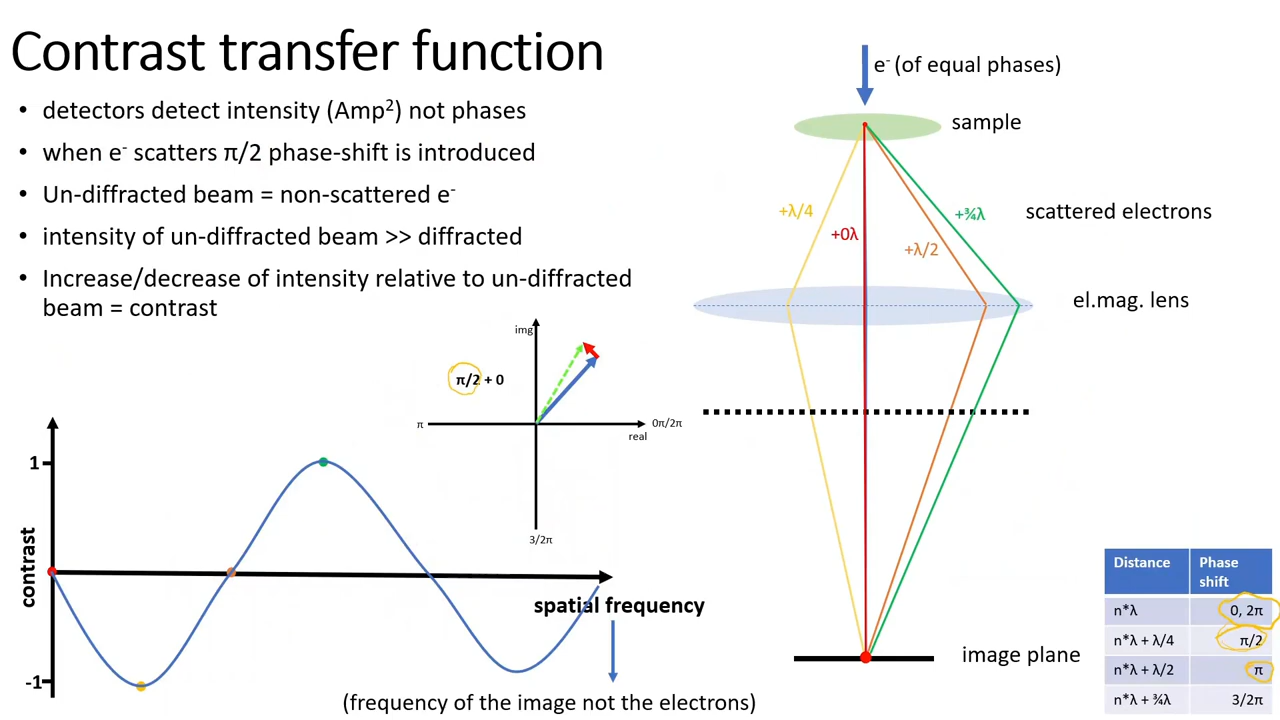 Contrast transfer function
• detectors detect intensity (Amp²) not phases
• when e⁻ scatters π/2 phase-shift is introduced
• Un-diffracted beam = non-scattered e⁻
• intensity of un-diffracted beam >> diffracted
• Increase/decrease of intensity relative to un-diffracted
beam = contrast
e⁻ (of equal phases)
sample
+λ/4
+0λ
+λ/2
+¾λ
scattered electrons
el.mag. lens
image plane
img
π/2 + 0
π
0π/2π
real
3/2π
1
contrast
-1
spatial frequency
(frequency of the image not the electrons)
Distance Phase
shift
n*λ 0, 2π
n*λ + λ/4 π/2
n*λ + λ/2 π
n*λ + ¾λ 3/2π